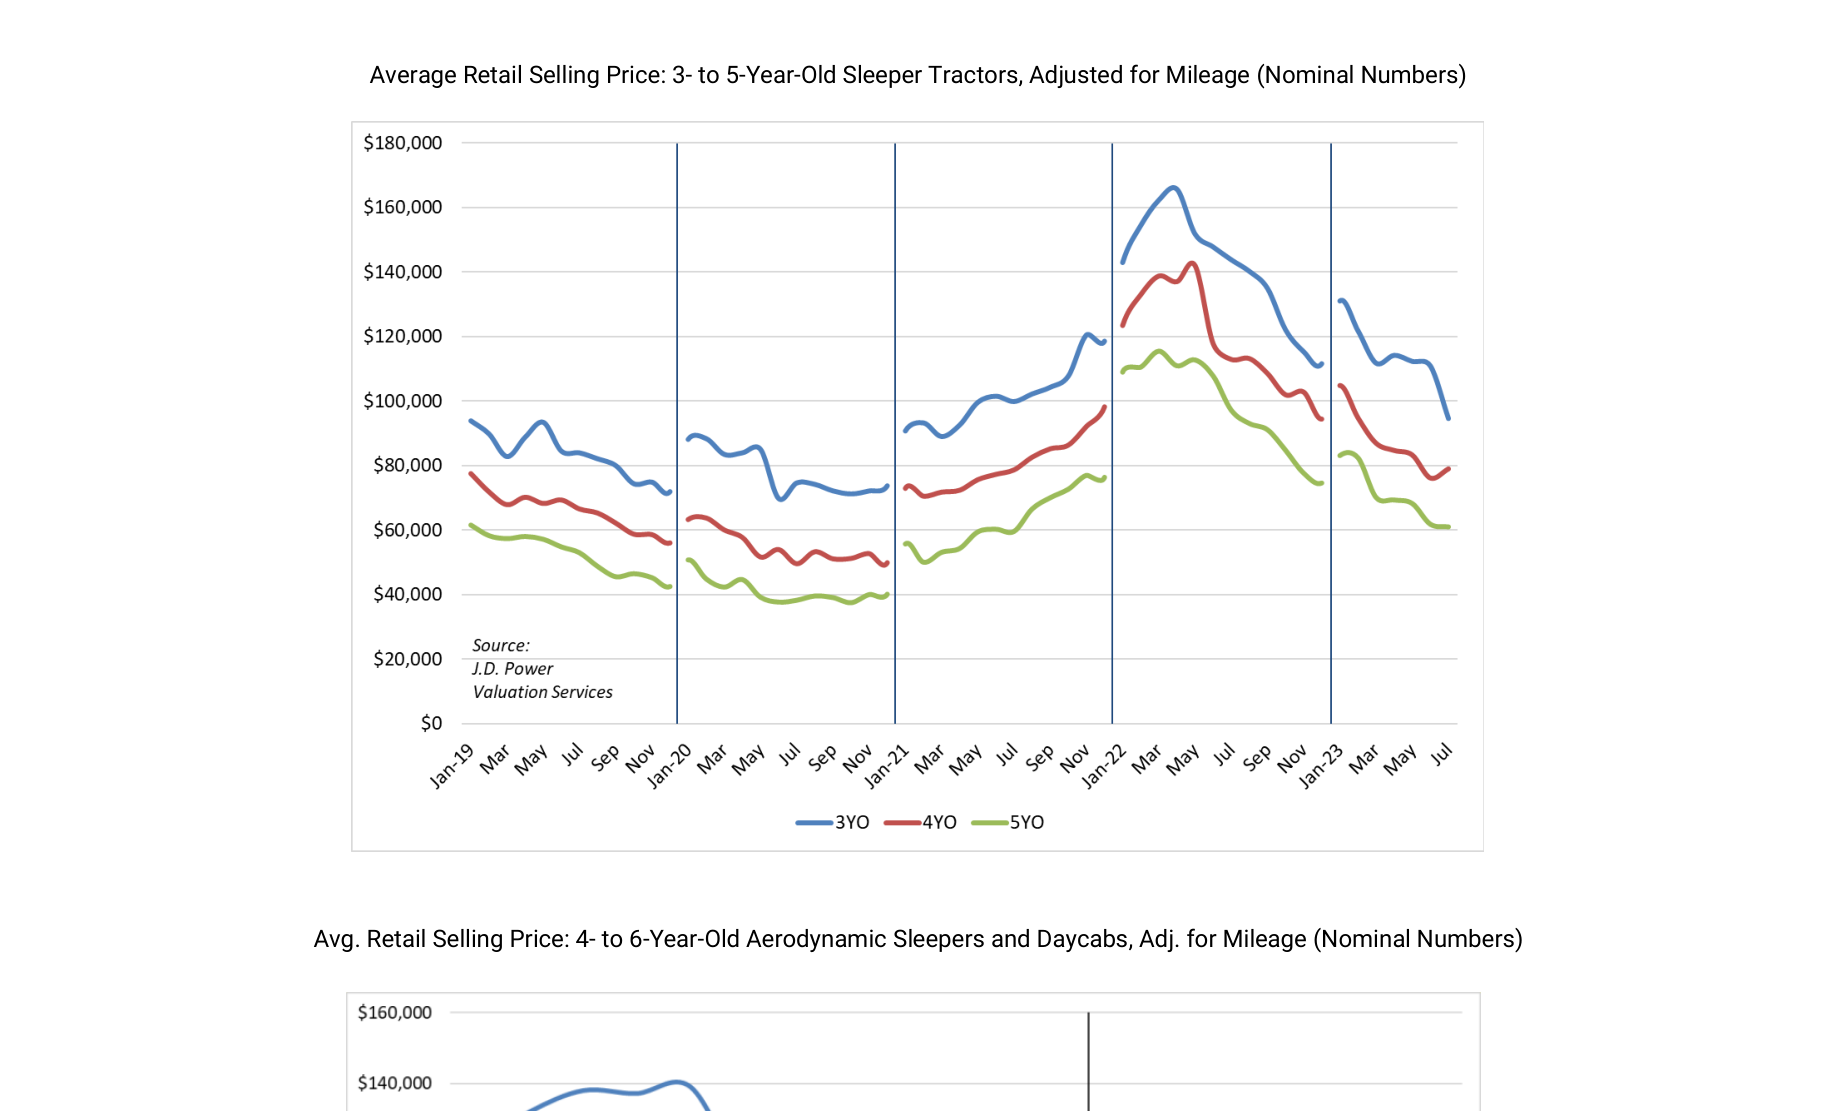 Average Retail Selling Price: 3- to 5-Year-Old Sleeper Tractors, Adjusted for Mileage (Nominal Numbers)
$180,000
$160,000
$140,000
$120,000
$100,000
$80,000
$60,000
$40,000
$20,000
$0
Source:
J.D. Power
Valuation Services
Jan-19 Mar May Jul Sep Nov Jan-20 Mar May Jul Sep Nov Jan-21 Mar May Jul Sep Nov Jan-22 Mar May Jul Sep Nov Jan-23 Mar May Jul
3YO 4YO 5YO
Avg. Retail Selling Price: 4- to 6-Year-Old Aerodynamic Sleepers and Daycabs, Adj. for Mileage (Nominal Numbers)
$160,000
$140,000